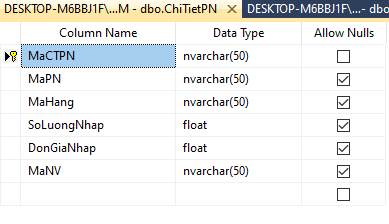 DESKTOP-M6BBJ1F\...M - dbo.ChiTietPN DESKTOP-M6BBJ1F\...- dbo
Column Name Data Type Allow Nulls
MaCTPN nvarchar(50)
MaPN nvarchar(50)
MaHang nvarchar(50)
SoLuongNhap float
DonGiaNhap float
MaNV nvarchar(50)